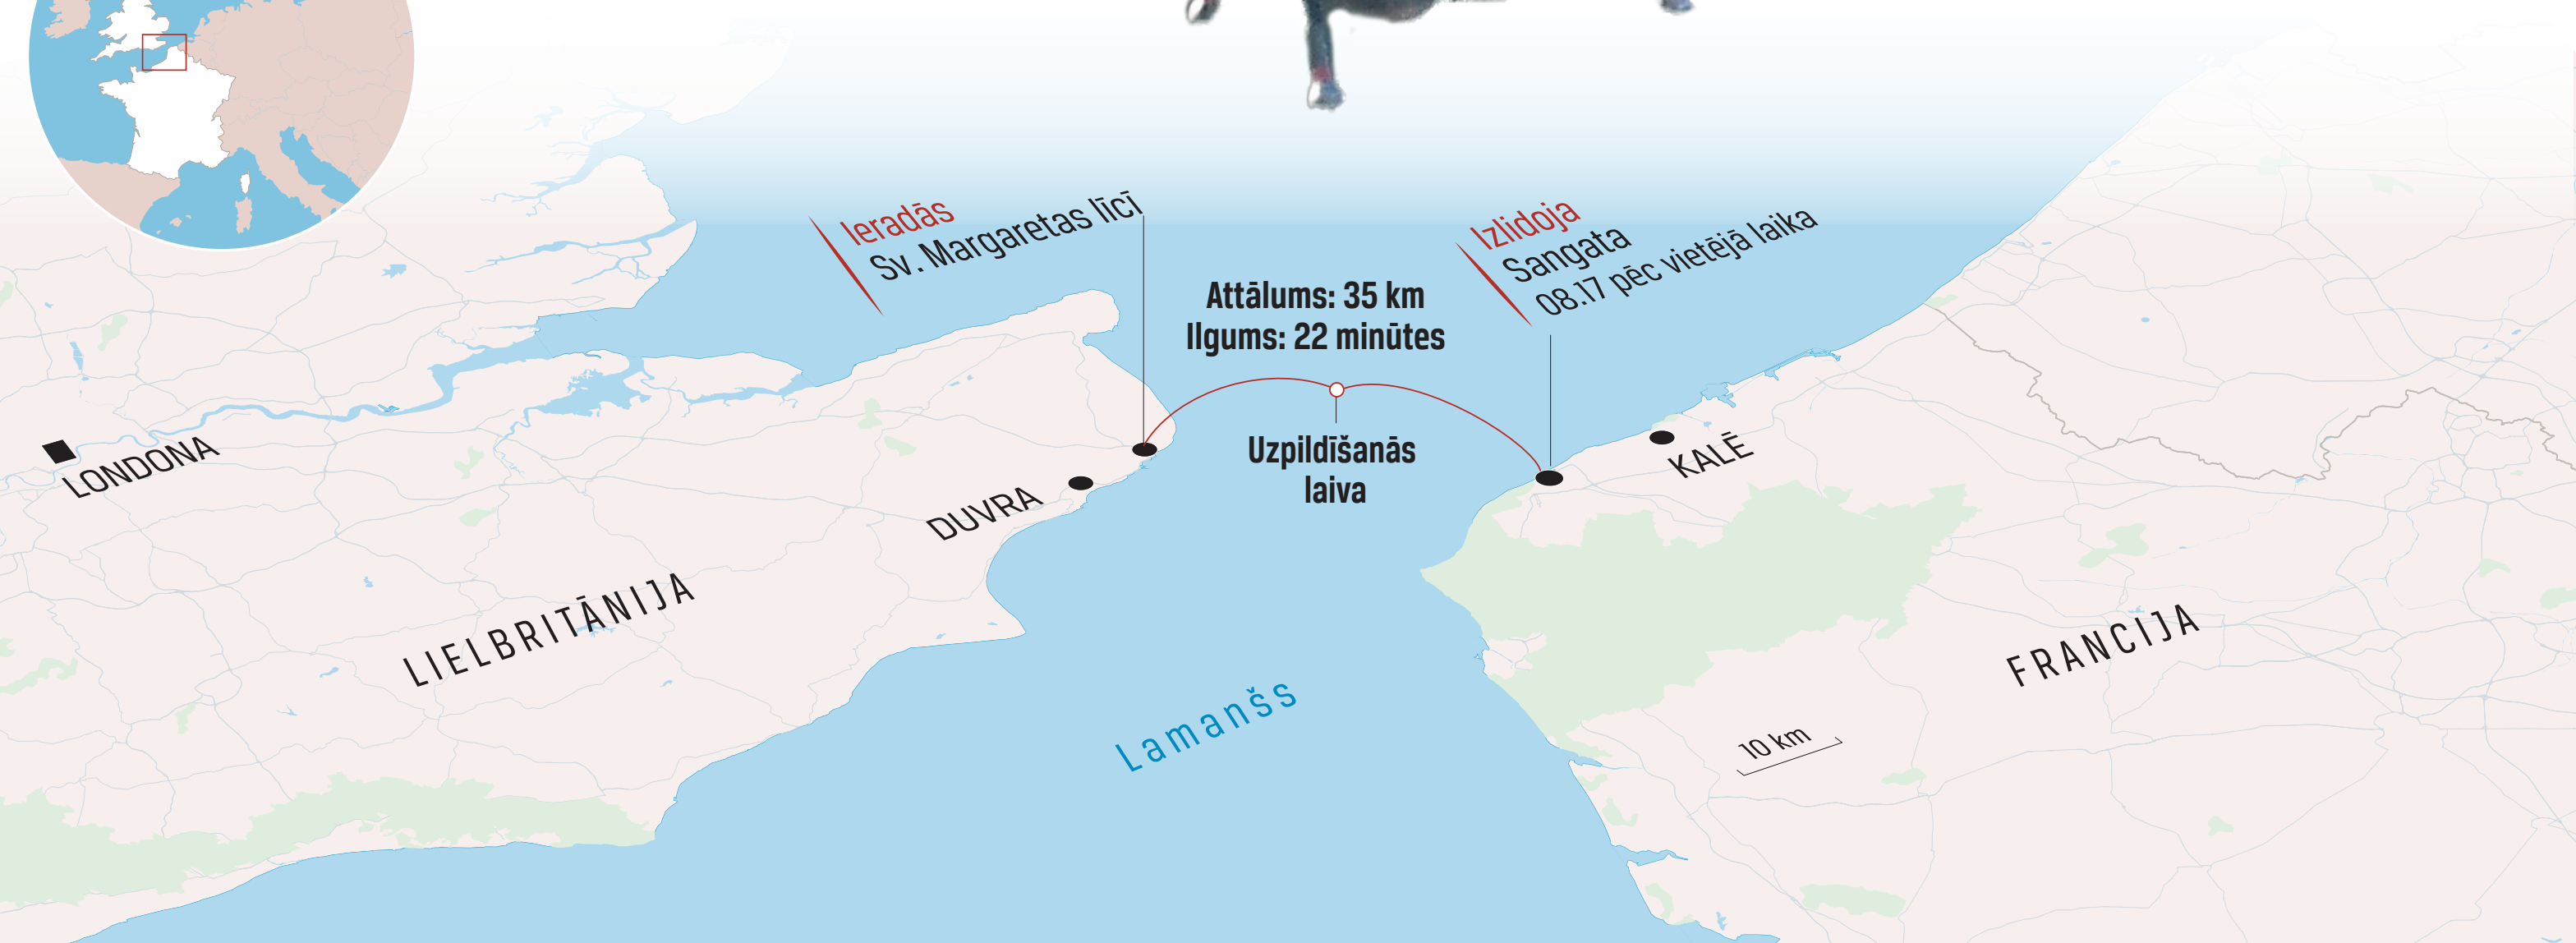 Ieradās
Sv. Margaretas līcī
Izlidoja
Sangata
08.17 pēc vietējā laika
Attālums: 35 km
Ilgums: 22 minūtes
Uzpildīšanās
laiva
LONDONA
DUVRA
KALĒ
LIELBRITĀNIJA
FRANCIJA
Lamanšs
10 km